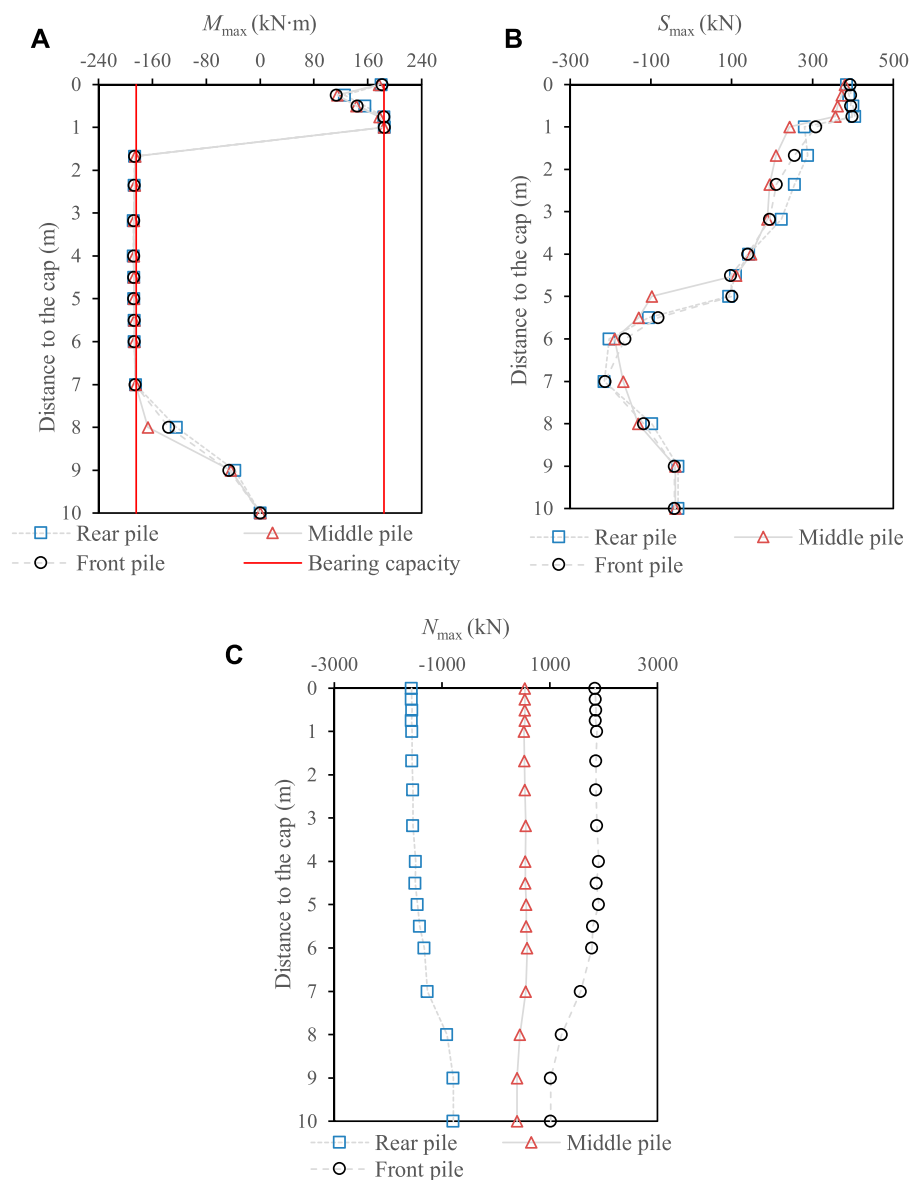 A
M max (kN·m)
-240 -160 -80 0 80 160 240
0
1
2
3
4
5
6
7
8
9
10
Distance to the cap (m)
Rear pile Middle pile
Front pile Bearing capacity
B
S max (kN)
-300 -100 100 300 500
0
1
2
3
4
5
6
7
8
9
10
Distance to the cap (m)
Rear pile Middle pile
Front pile
C
N max (kN)
-3000 -1000 1000 3000
0
1
2
3
4
5
6
7
8
9
10
Distance to the cap (m)
Rear pile Middle pile
Front pile